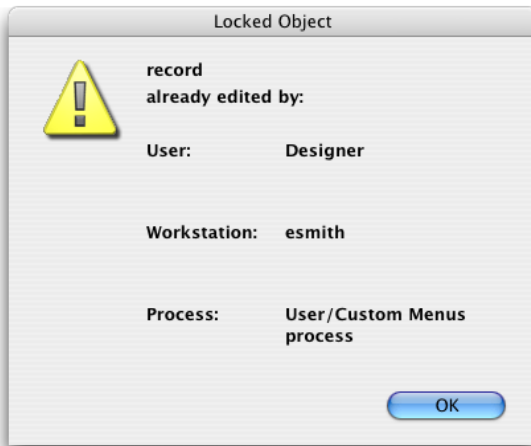 Locked Object
record
already edited by:
User: Designer
Workstation: esmith
Process: User/Custom Menus
process
OK